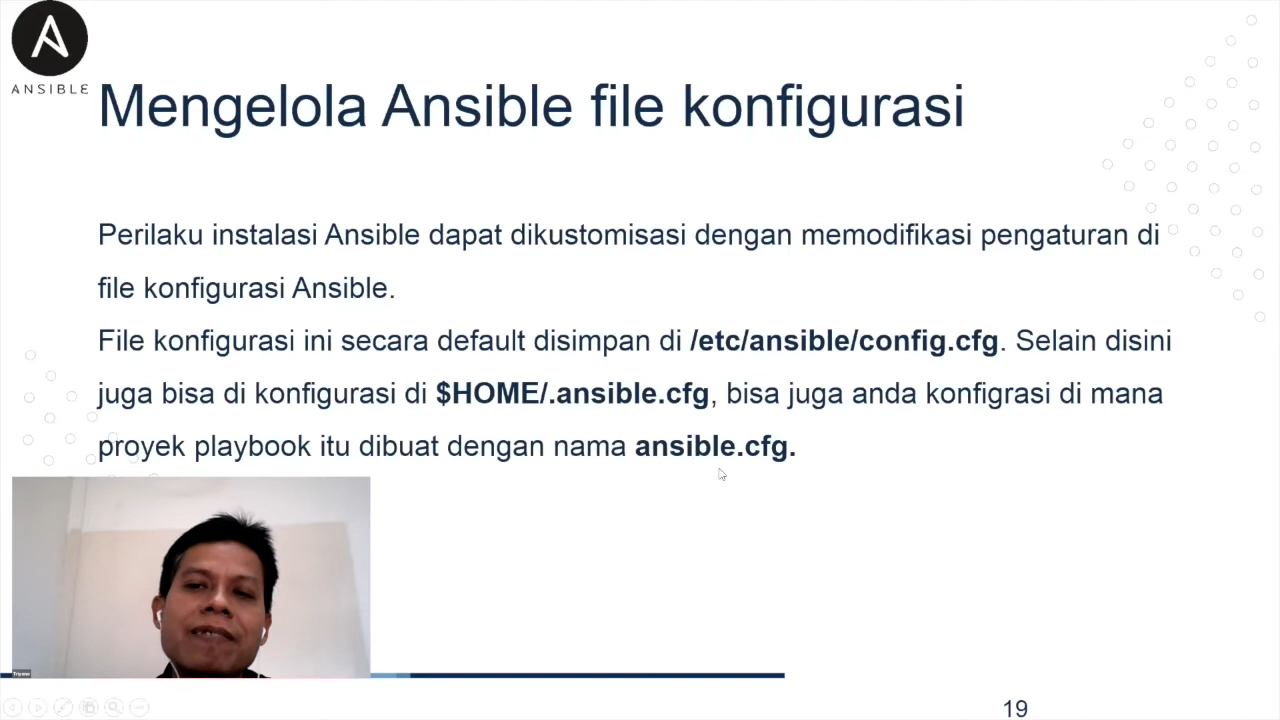 ANSIBLE
Mengelola Ansible file konfigurasi
Perilaku instalasi Ansible dapat dikustomisasi dengan memodifikasi pengaturan di
file konfigurasi Ansible.
File konfigurasi ini secara default disimpan di /etc/ansible/config.cfg. Selain disini
juga bisa di konfigurasi di $HOME/.ansible.cfg, bisa juga anda konfigrasi di mana
proyek playbook itu dibuat dengan nama ansible.cfg.
19